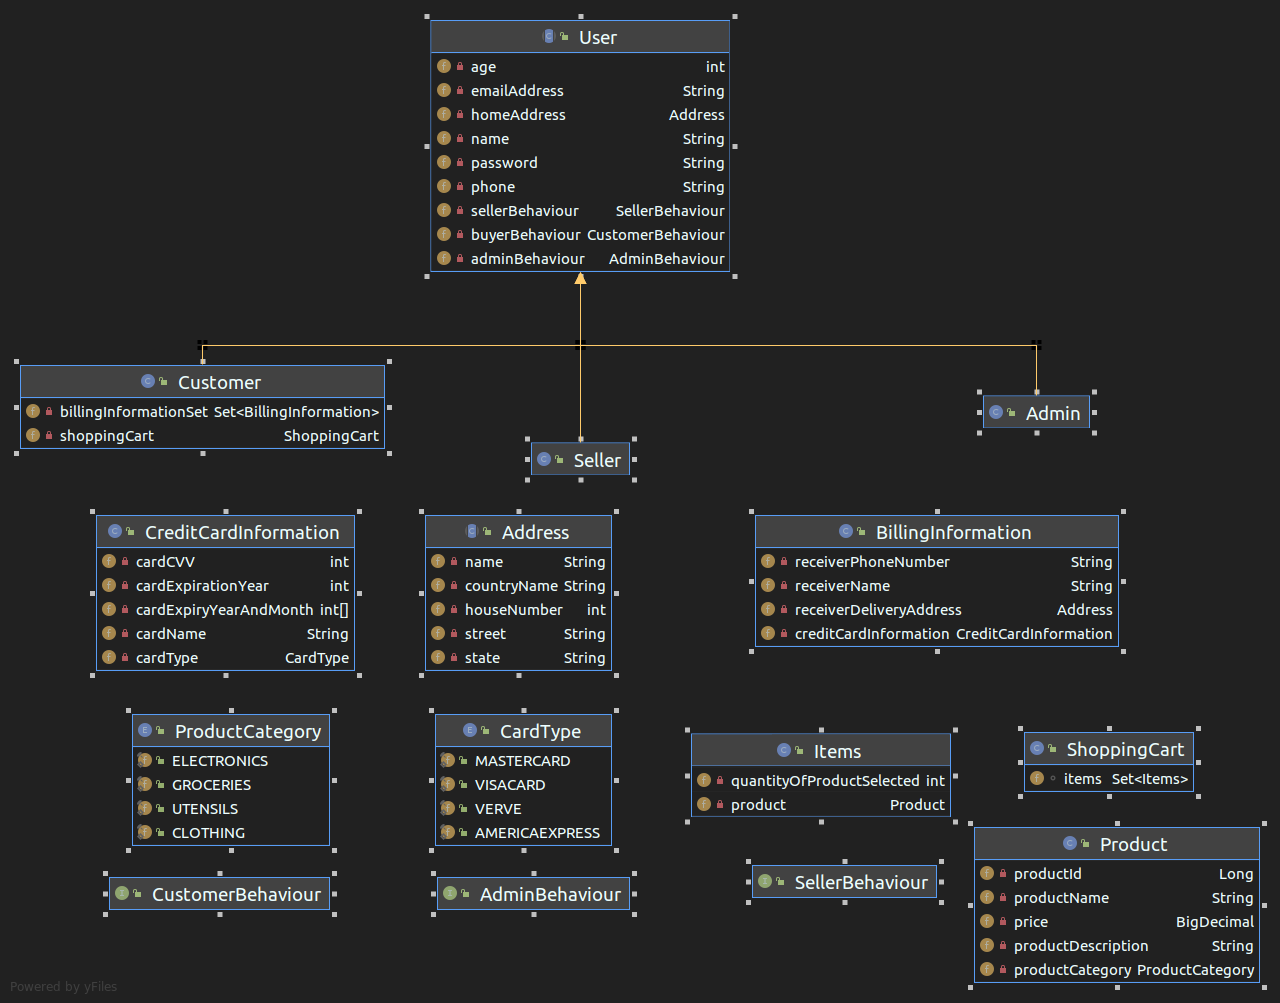 User
age int
emailAddress String
homeAddress Address
name String
password String
phone String
sellerBehaviour SellerBehaviour
buyerBehaviour CustomerBehaviour
adminBehaviour AdminBehaviour
Customer
billingInformationSet Set<BillingInformation>
shoppingCart ShoppingCart
Seller
Admin
CreditCardInformation
cardCVV int
cardExpirationYear int
cardExpiryYearAndMonth int[]
cardName String
cardType CardType
Address
name String
countryName String
houseNumber int
street String
state String
BillingInformation
receiverPhoneNumber String
receiverName String
receiverDeliveryAddress Address
creditCardInformation CreditCardInformation
ProductCategory
ELECTRONICS
GROCERIES
UTENSILS
CLOTHING
CardType
MASTERCARD
VISACARD
VERVE
AMERICAEXPRESS
Items
quantityOfProductSelected int
product Product
ShoppingCart
items Set<Items>
CustomerBehaviour
AdminBehaviour
SellerBehaviour
Product
productId Long
productName String
price BigDecimal
productDescription String
productCategory ProductCategory
Powered by yFiles